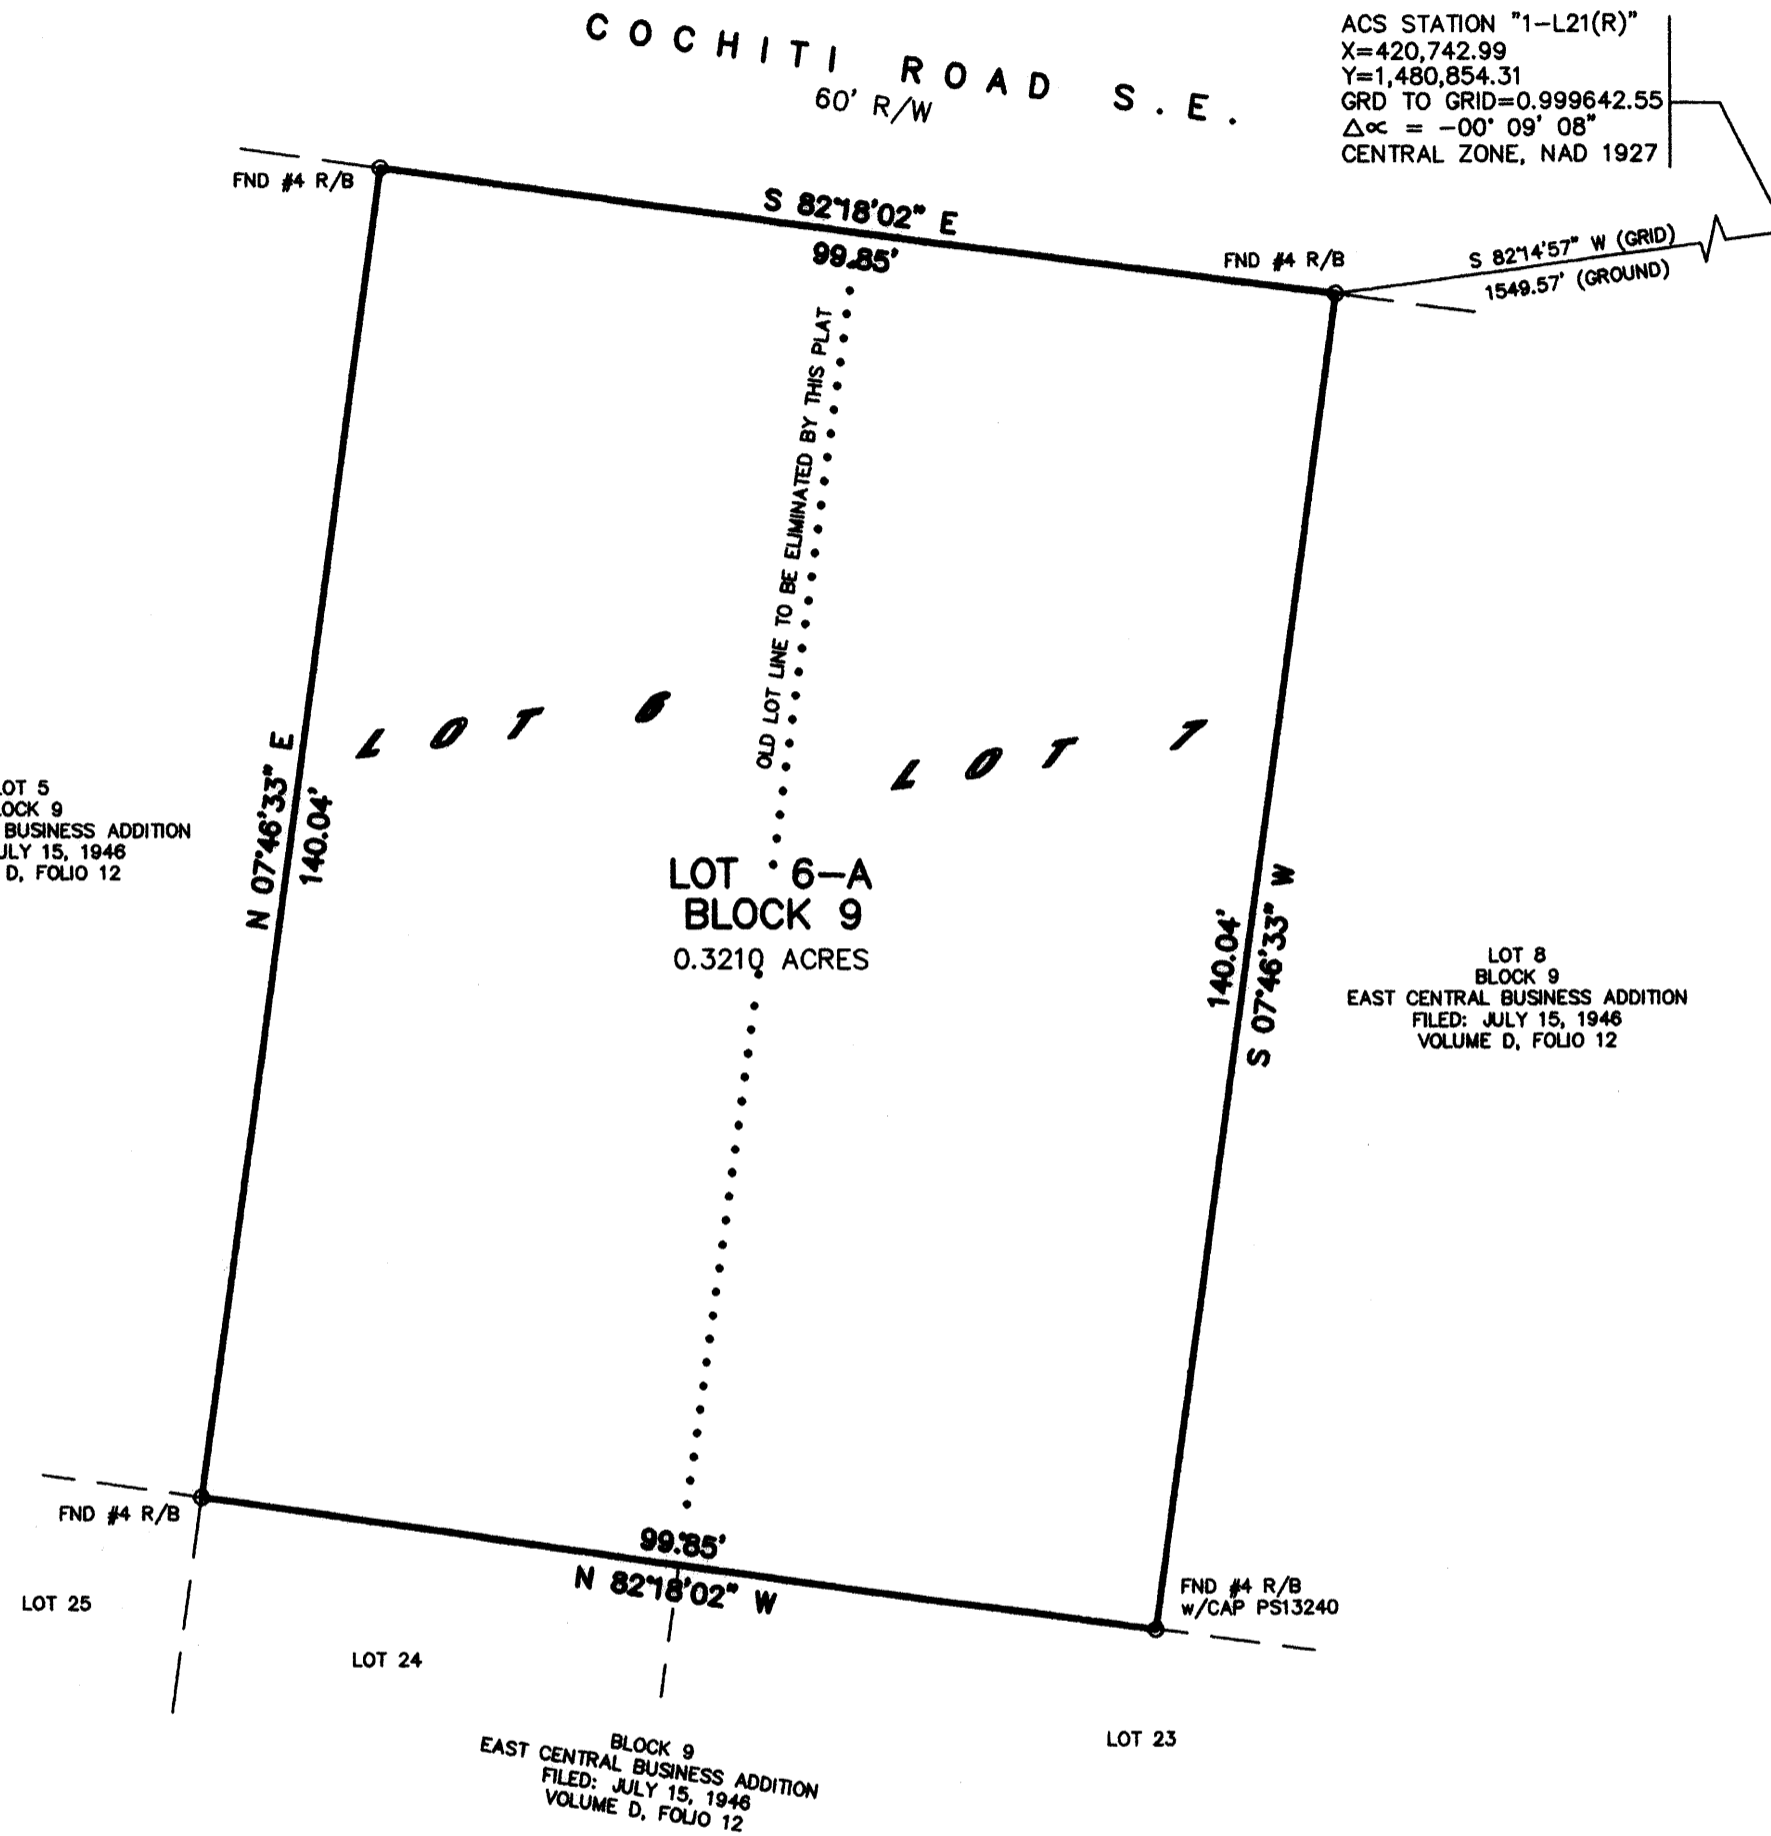 COCHITI ROAD S.E.
60' R/W
ACS STATION "1-L21(R)"
X=420,742.99
Y=1,480,854.31
GRD TO GRID=0.999642.55
Δ∝ = -00° 09' 08"
CENTRAL ZONE, NAD 1927
FND #4 R/B
S 82°18'02" E
99.85'
FND #4 R/B
S 82°14'57" W (GRID)
1549.57' (GROUND)
OLD LOT LINE TO BE ELIMINATED BY THIS PLAT
LOT 6
LOT 7
N 07°46'33" E
140.04'
OT 5
OCK 9
BUSINESS ADDITION
ULY 15, 1946
D, FOLIO 12
LOT 6-A
BLOCK 9
0.3210 ACRES
140.04'
S 07°46'33" W
LOT 8
BLOCK 9
EAST CENTRAL BUSINESS ADDITION
FILED: JULY 15, 1946
VOLUME D, FOLIO 12
FND #4 R/B
99.85'
N 82°18'02" W
FND #4 R/B
w/CAP PS13240
LOT 25
LOT 24
LOT 23
BLOCK 9
EAST CENTRAL BUSINESS ADDITION
FILED: JULY 15, 1946
VOLUME D, FOLIO 12